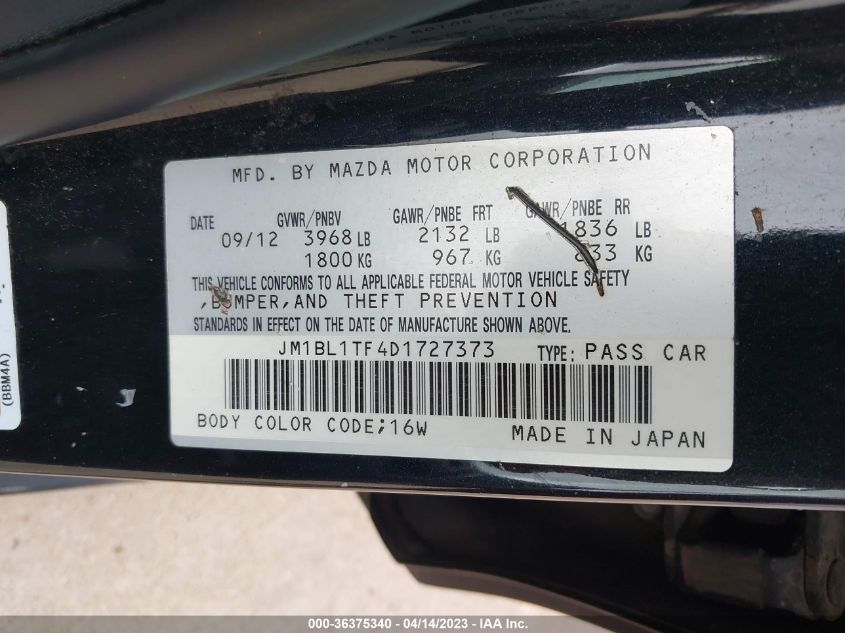 MFD. BY MAZDA MOTOR CORPORATION
DATE GVWR/PNBV GAWR/PNBE FRT GAWR/PNBE RR
09/12 3968 LB 2132 LB 1836 LB
1800 KG 967 KG 833 KG
THIS VEHICLE CONFORMS TO ALL APPLICABLE FEDERAL MOTOR VEHICLE SAFETY
,BUMPER,AND THEFT PREVENTION
STANDARDS IN EFFECT ON THE DATE OF MANUFACTURE SHOWN ABOVE.
JM1BL1TF4D1727373 TYPE: PASS CAR
BODY COLOR CODE;16W
MADE IN JAPAN
(BBM4A)
000-36375340 - 04/14/2023 - IAA Inc.